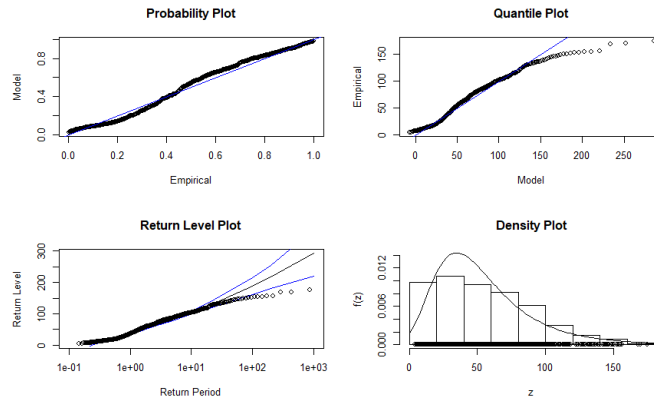 Probability Plot
Model
0.0 0.4 0.8
0.0 0.2 0.4 0.6 0.8 1.0
Empirical
Quantile Plot
Empirical
0 50 100 150
0 50 100 150 200 250
Model
Return Level Plot
Return Level
0 100 200 300
1e-01 1e+00 1e+01 1e+02 1e+03
Return Period
Density Plot
f(z)
0.000 0.006 0.012
0 50 100 150
z